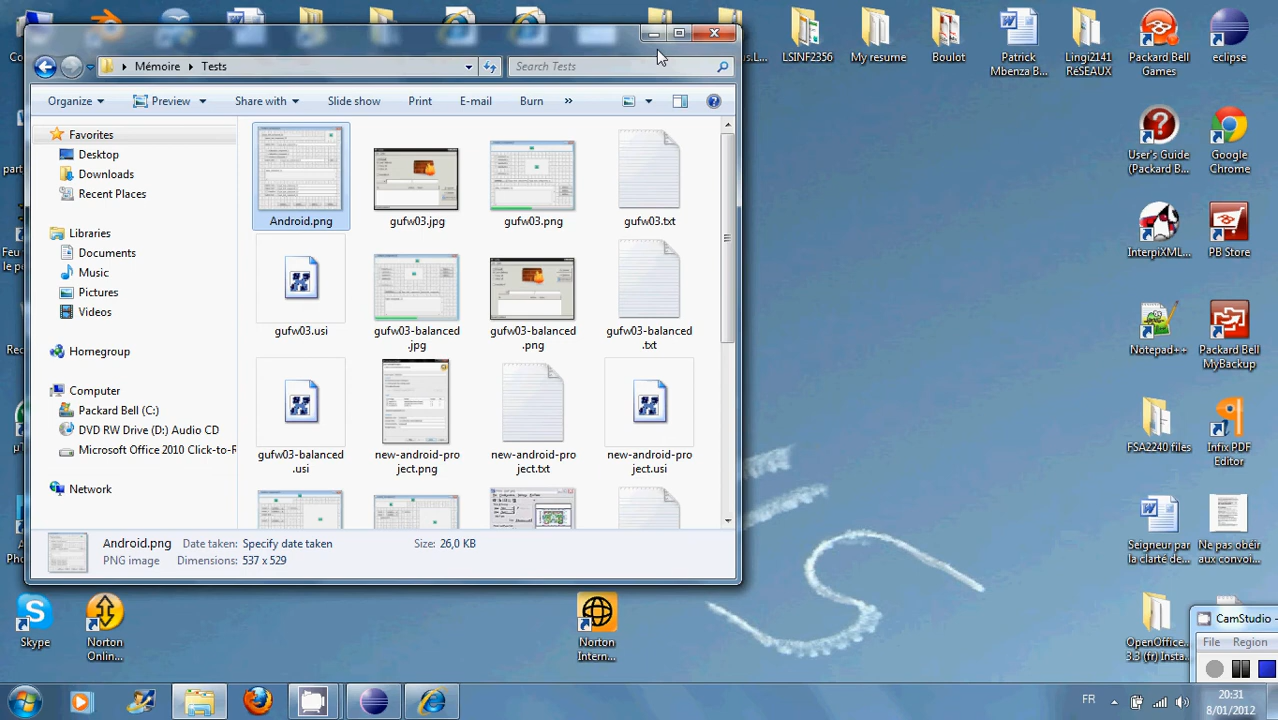 Mémoire
Tests
Search Tests
Organize
Preview
Share with
Slide show
Print
E-mail
Burn
»
Favorites
Desktop
Downloads
Recent Places
Libraries
Documents
Music
Pictures
Videos
Homegroup
Computer
Packard Bell (C:)
DVD RW Drive (D:) Audio CD
Microsoft Office 2010 Click-to-R
Network
Android.png
gufw03.jpg
gufw03.png
gufw03.txt
gufw03.usi
gufw03-balanced
.jpg
gufw03-balanced
.png
gufw03-balanced
.txt
gufw03-balanced
.usi
new-android-pro
ject.png
new-android-pro
ject.txt
new-android-pro
ject.usi
Android.png
Date taken: Specify date taken
Size: 26,0 KB
PNG image
Dimensions: 537 x 529
LSINF2356
My resume
Boulot
Patrick
Mbenza B...
Lingi2141
RéSEAUX
Packard Bell
Games
eclipse
User's Guide
(Packard B...
Google
Chrome
InterpiXML...
PB Store
Notepad++
Packard Bell
MyBackup
FSA2240 files
Infix PDF
Editor
Seigneur par
la clarté de...
Ne pas obeir
aux convoi...
OpenOffice...
3.3 (fr) Insta...
CamStudio
File
Region
Skype
Norton
Onlin...
Norton
Intern...
FR
20:31
8/01/2012